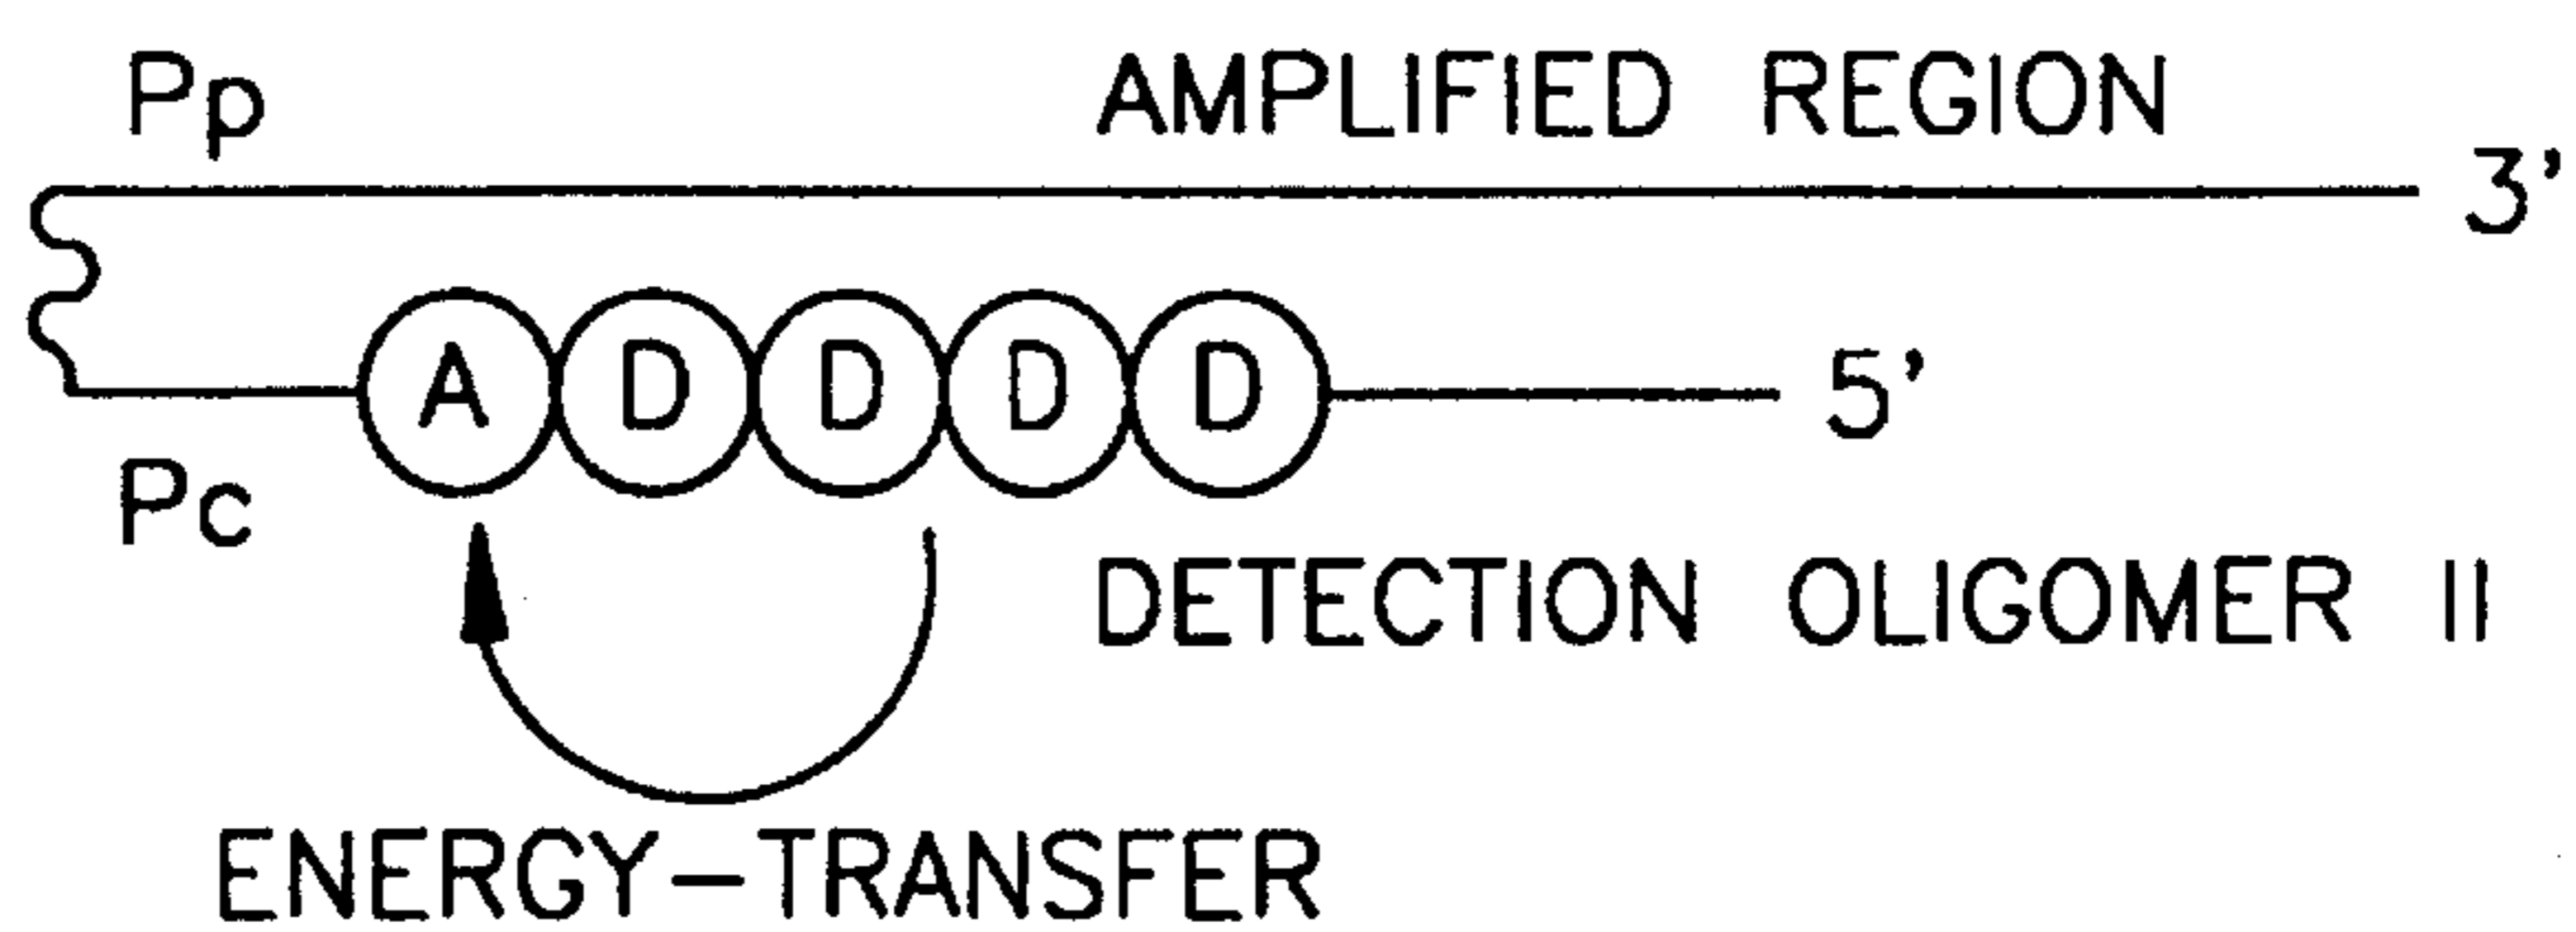 Pp AMPLIFIED REGION
3'
A D D D D 5'
Pc
DETECTION OLIGOMER II
ENERGY-TRANSFER